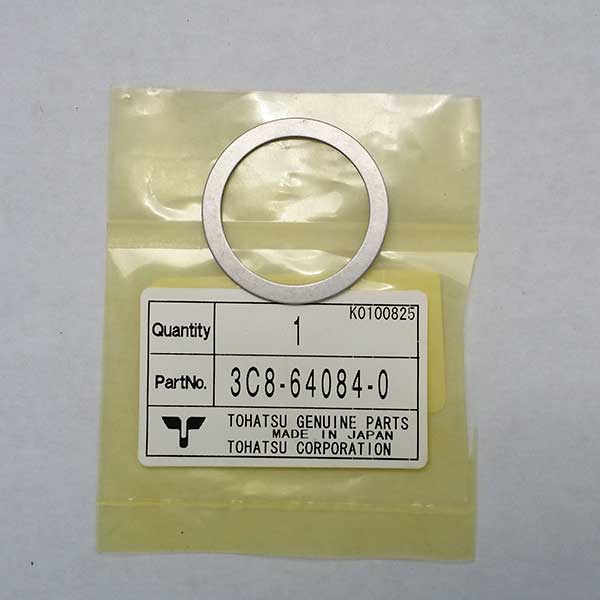 K0100825
Quantity 1
PartNo. 3C8-64084-0
TOHATSU GENUINE PARTS
MADE IN JAPAN
TOHATSU CORPORATION